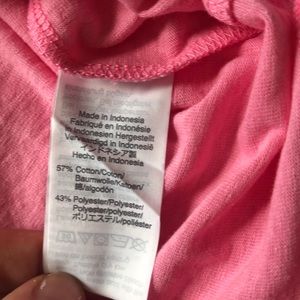 Made in Indonesia
Fabriqué en Indonésie
In Indonesien Hergestellt
Vervaardigd in Indonesië
インドネシア製
Hecho en Indonesia
57% Cotton/Coton/
Baumwolle/Katoen/
綿/algodón
43% Polyester/Polyester/
Polyester/Polyester/
ポリエステル/poliéster